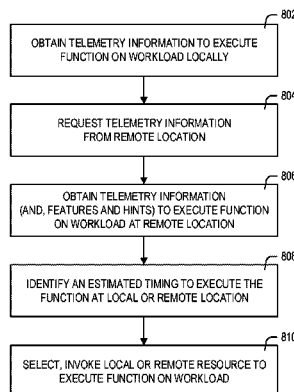 802
OBTAIN TELEMETRY INFORMATION TO EXECUTE
FUNCTION ON WORKLOAD LOCALLY
804
REQUEST TELEMETRY INFORMATION
FROM REMOTE LOCATION
806
OBTAIN TELEMETRY INFORMATION
(AND, FEATURES AND HINTS) TO EXECUTE FUNCTION
ON WORKLOAD AT REMOTE LOCATION
808
IDENTIFY AN ESTIMATED TIMING TO EXECUTE THE
FUNCTION AT LOCAL OR REMOTE LOCATION
810
SELECT, INVOKE LOCAL OR REMOTE RESOURCE TO
EXECUTE FUNCTION ON WORKLOAD